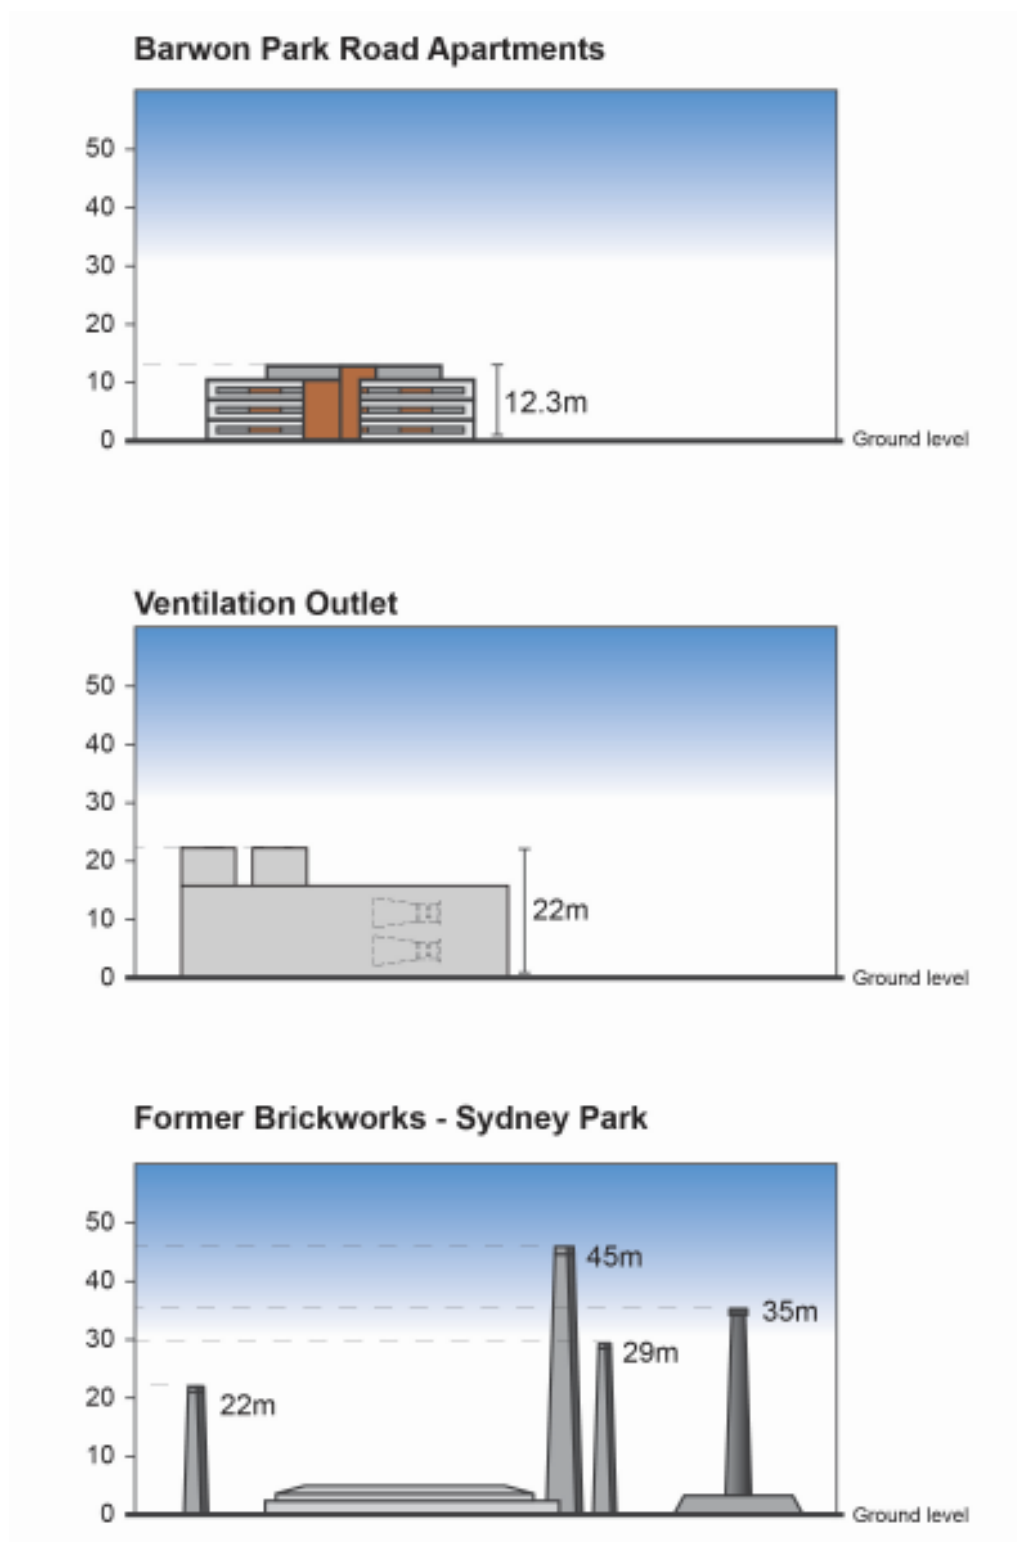 Barwon Park Road Apartments
50
40
30
20
10
0
12.3m
Ground level
Ventilation Outlet
50
40
30
20
10
0
22m
Ground level
Former Brickworks - Sydney Park
50
40
30
20
10
0
45m
35m
29m
22m
Ground level